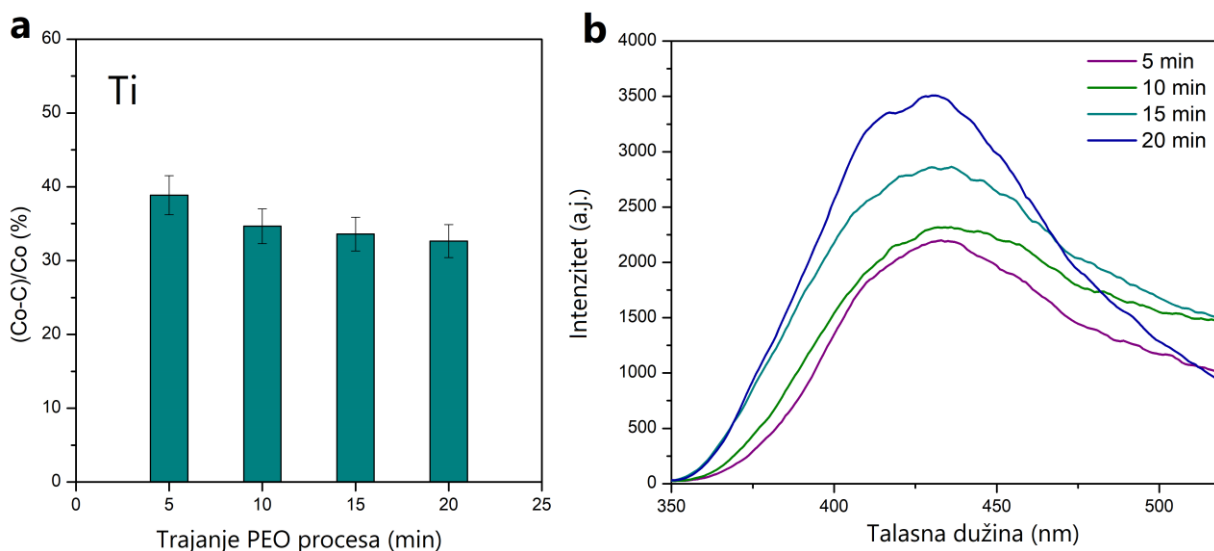 a
60
50
40
30
20
10
0
Ti
(Co-C)/Co (%)
0 5 10 15 20 25
Trajanje PEO procesa (min)
b
4000
3500
3000
2500
2000
1500
1000
500
0
5 min
10 min
15 min
20 min
Intenzitet (a.j.)
350 400 450 500
Talasna dužina (nm)